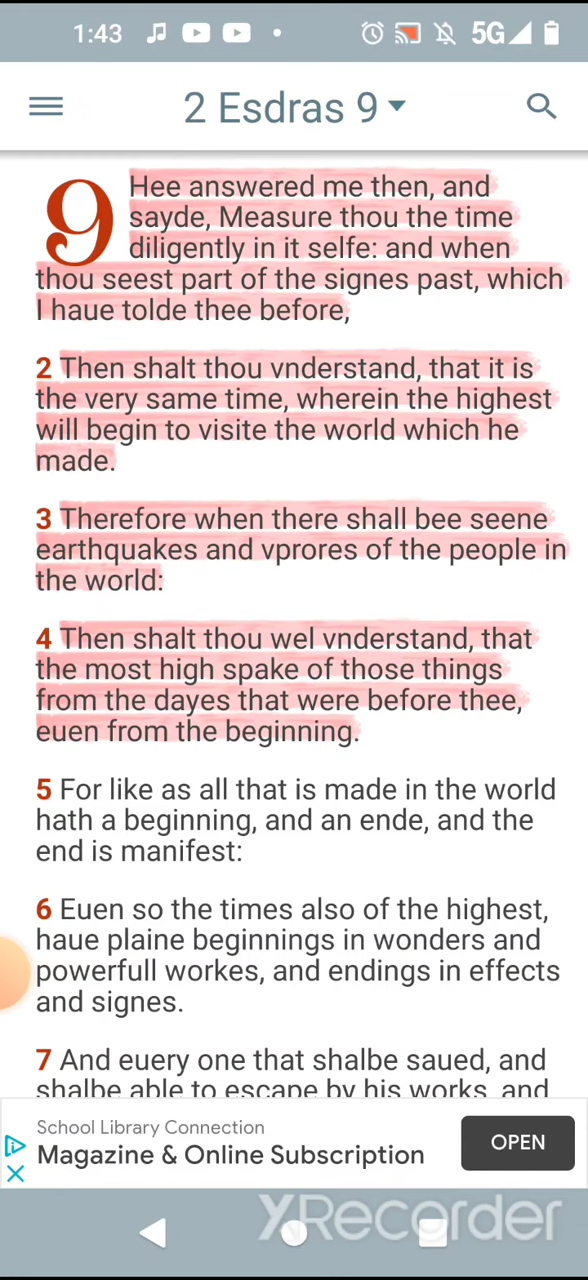 1:43 5G
2 Esdras 9
9 Hee answered me then, and
sayde, Measure thou the time
diligently in it selfe: and when
thou seest part of the signes past, which
I haue tolde thee before,
2 Then shalt thou vnderstand, that it is
the very same time, wherein the highest
will begin to visite the world which he
made.
3 Therefore when there shall bee seene
earthquakes and vprores of the people in
the world:
4 Then shalt thou wel vnderstand, that
the most high spake of those things
from the dayes that were before thee,
euen from the beginning.
5 For like as all that is made in the world
hath a beginning, and an ende, and the
end is manifest:
6 Euen so the times also of the highest,
haue plaine beginnings in wonders and
powerfull workes, and endings in effects
and signes.
7 And euery one that shalbe saued, and
shalbe able to escape by his works, and
School Library Connection
Magazine & Online Subscription
OPEN
XRecorder